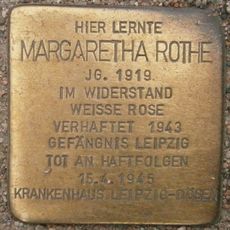 HIER LERNTE
MARGARETHA ROTHE
JG. 1919
IM WIDERSTAND
WEISSE ROSE
VERHAFTET 1943
GEFÄNGNIS LEIPZIG
TOT AN HAFTFOLGEN
15.4.1945
KRANKENHAUS LEIPZIG-DÖSEN